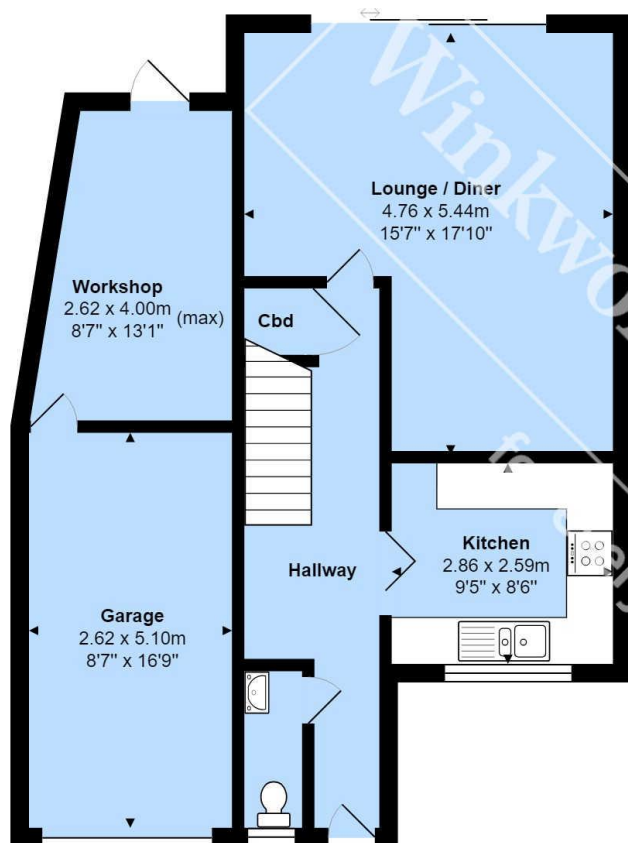 Winkwor
Lounge / Diner
4.76 x 5.44m
15'7" x 17'10"
Workshop
2.62 x 4.00m (max)
8'7" x 13'1"
Cbd
Hallway
Kitchen
2.86 x 2.59m
9'5" x 8'6"
Garage
2.62 x 5.10m
8'7" x 16'9"